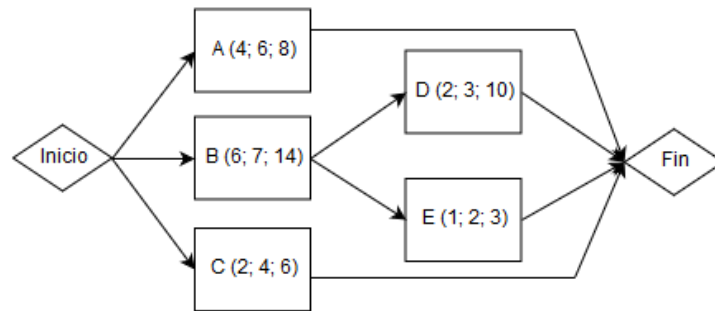 A (4; 6; 8)
D (2; 3; 10)
Inicio
B (6; 7; 14)
Fin
E (1; 2; 3)
C (2; 4; 6)